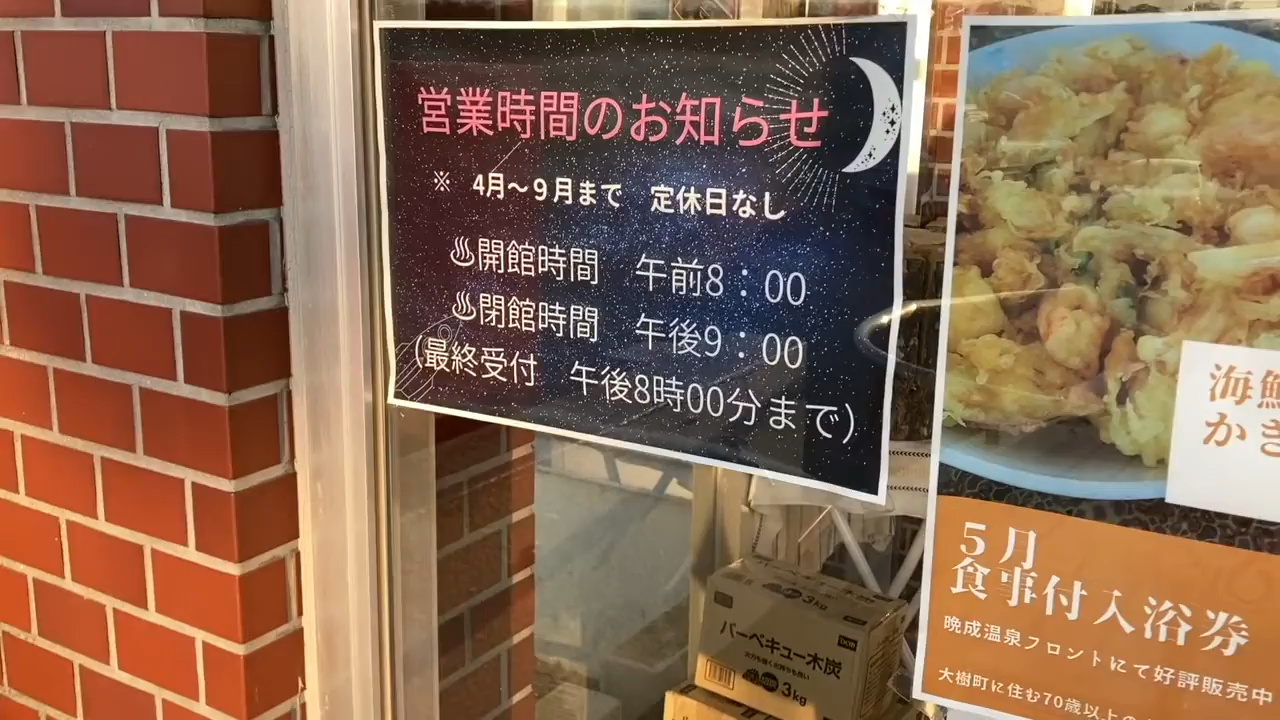 営業時間のお知らせ
※ 4月～9月まで 定休日なし
♨開館時間 午前8：00
♨閉館時間 午後9：00
(最終受付 午後8時00分まで)
海鮮
かき
5月
食事付入浴券
晩成温泉フロントにて好評販売中
大樹町に住む70歳以上の
3kg
バーベキュー木炭
3kg